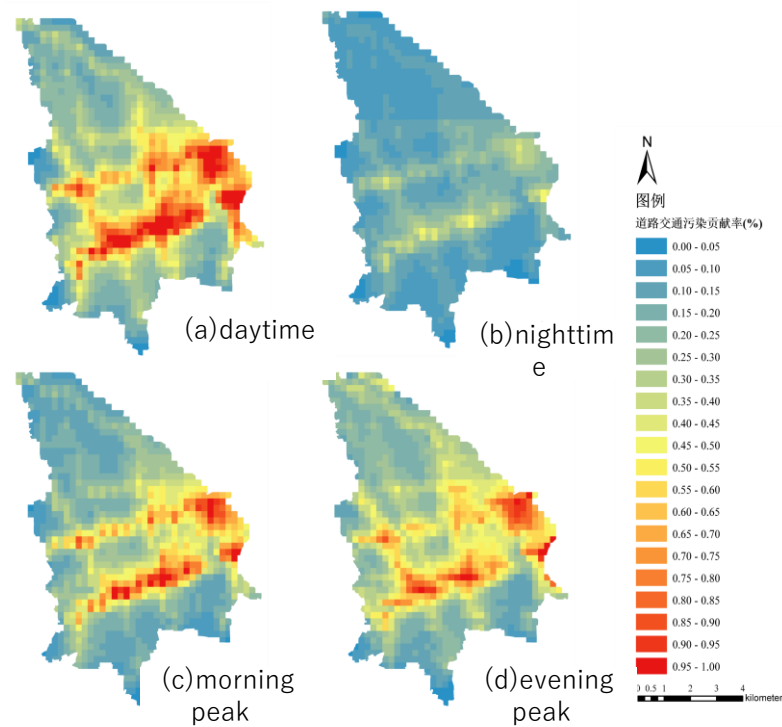 (a)daytime
(b)nighttim
e
(c)morning
peak
(d)evening
peak
N
图例
道路交通污染贡献率(%)
0.00 - 0.05
0.05 - 0.10
0.10 - 0.15
0.15 - 0.20
0.20 - 0.25
0.25 - 0.30
0.30 - 0.35
0.35 - 0.40
0.40 - 0.45
0.45 - 0.50
0.50 - 0.55
0.55 - 0.60
0.60 - 0.65
0.65 - 0.70
0.70 - 0.75
0.75 - 0.80
0.80 - 0.85
0.85 - 0.90
0.90 - 0.95
0.95 - 1.00
0 0.5 1 2 3 4
kilometer